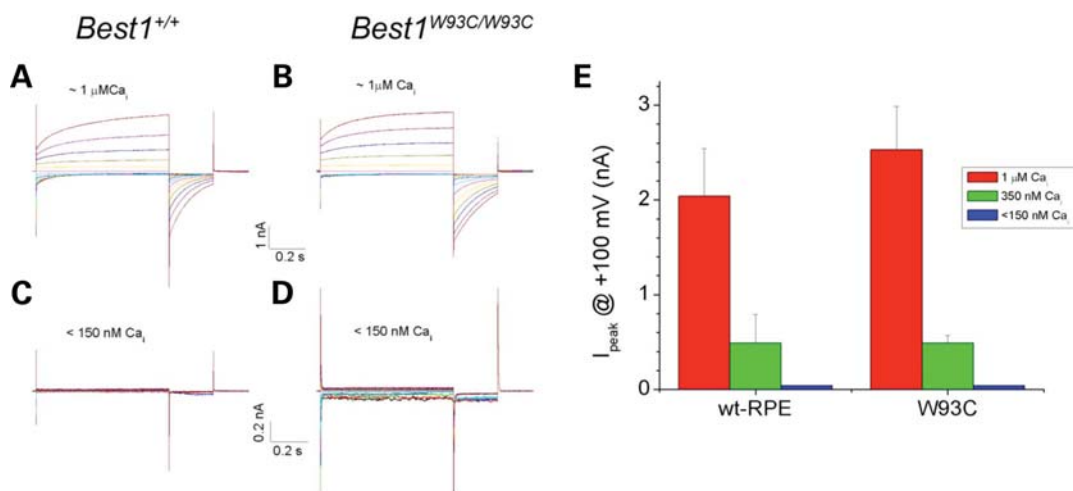 Best1+/+
Best1W93C/W93C
A
~ 1 μMCai
B
~ 1μM Cai
1 nA
0.2 s
C
< 150 nM Cai
D
< 150 nM Cai
0.2 nA
0.2 s
E
Ipeak @ +100 mV (nA)
3
2
1
0
wt-RPE
W93C
1 μM Cai
350 nM Cai
<150 nM Cai